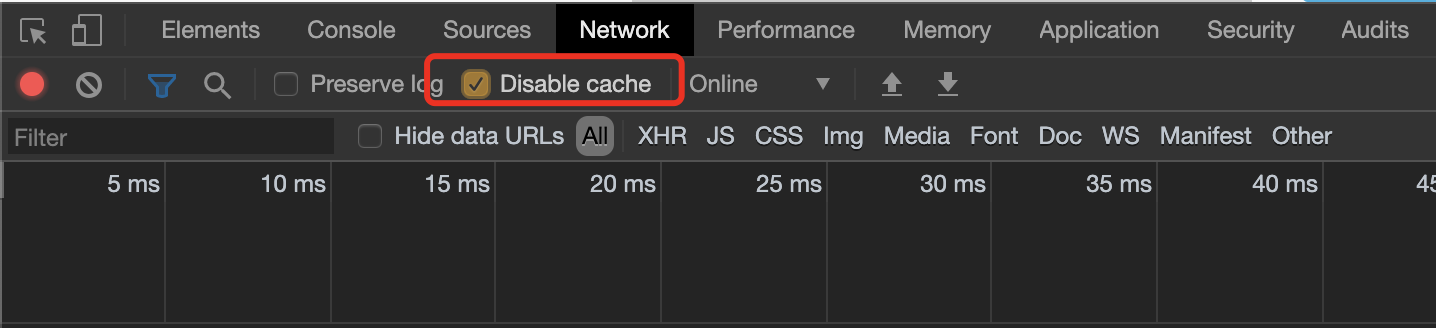 Elements Console Sources Network Performance Memory Application Security Audits
Preserve log Disable cache Online
Filter Hide data URLs All XHR JS CSS Img Media Font Doc WS Manifest Other
5 ms 10 ms 15 ms 20 ms 25 ms 30 ms 35 ms 40 ms 45